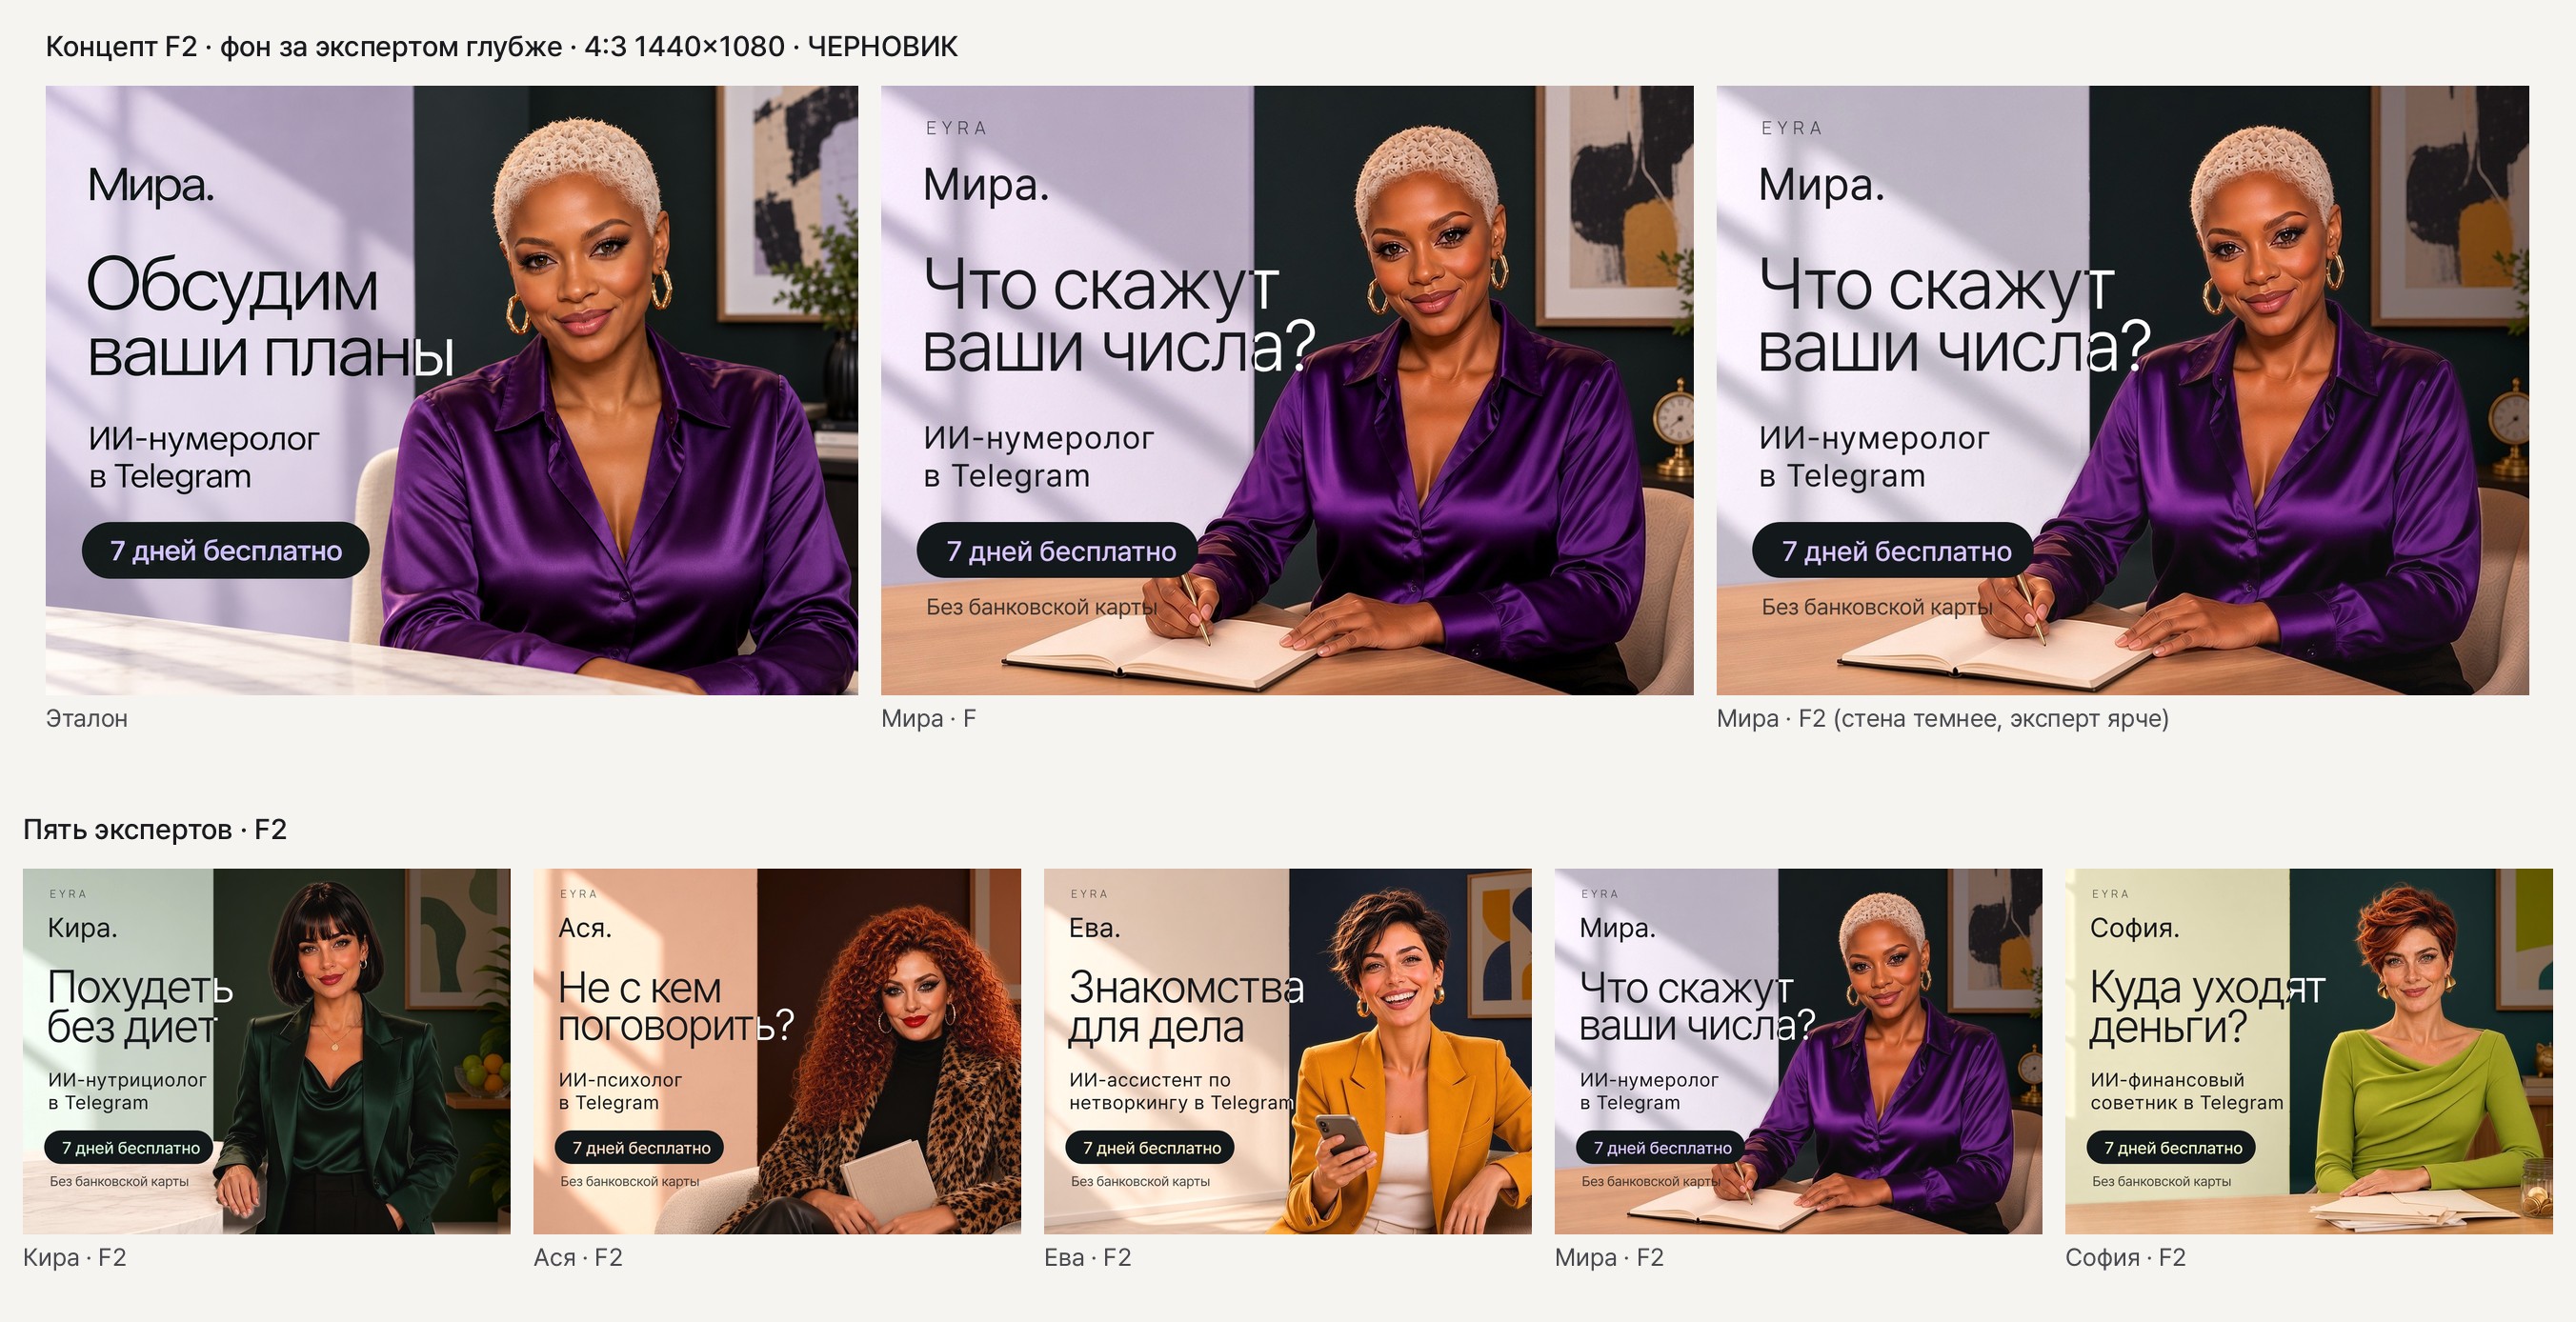 Концепт F2 · фон за экспертом глубже · 4:3 1440×1080 · ЧЕРНОВИК
Мира.
Обсудим
ваши планы
ИИ-нумеролог
в Telegram
7 дней бесплатно
Эталон
EYRA
Мира.
Что скажут
ваши числа?
ИИ-нумеролог
в Telegram
7 дней бесплатно
Без банковской карты
Мира · F
EYRA
Мира.
Что скажут
ваши числа?
ИИ-нумеролог
в Telegram
7 дней бесплатно
Без банковской карты
Мира · F2 (стена темнее, эксперт ярче)
Пять экспертов · F2
EYRA
Кира.
Похудеть
без диет
ИИ-нутрициолог
в Telegram
7 дней бесплатно
Без банковской карты
Кира · F2
EYRA
Ася.
Не с кем
поговорить?
ИИ-психолог
в Telegram
7 дней бесплатно
Без банковской карты
Ася · F2
EYRA
Ева.
Знакомства
для дела
ИИ-ассистент по
нетворкингу в Telegram
7 дней бесплатно
Без банковской карты
Ева · F2
EYRA
Мира.
Что скажут
ваши числа?
ИИ-нумеролог
в Telegram
7 дней бесплатно
Без банковской карты
Мира · F2
EYRA
София.
Куда уходят
деньги?
ИИ-финансовый
советник в Telegram
7 дней бесплатно
Без банковской карты
София · F2